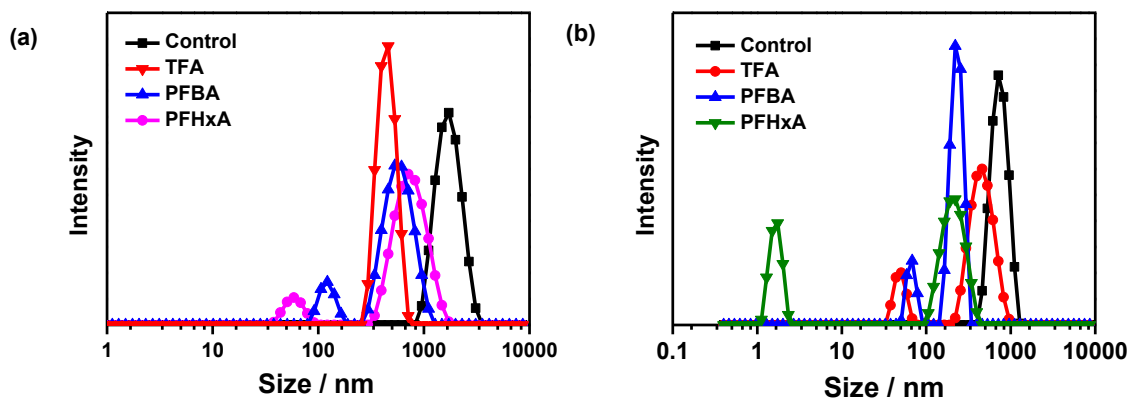 (a)
Control
TFA
PFBA
PFHxA
Intensity
1
10
100
1000
10000
Size / nm
(b)
Control
TFA
PFBA
PFHxA
Intensity
0.1
1
10
100
1000
10000
Size / nm